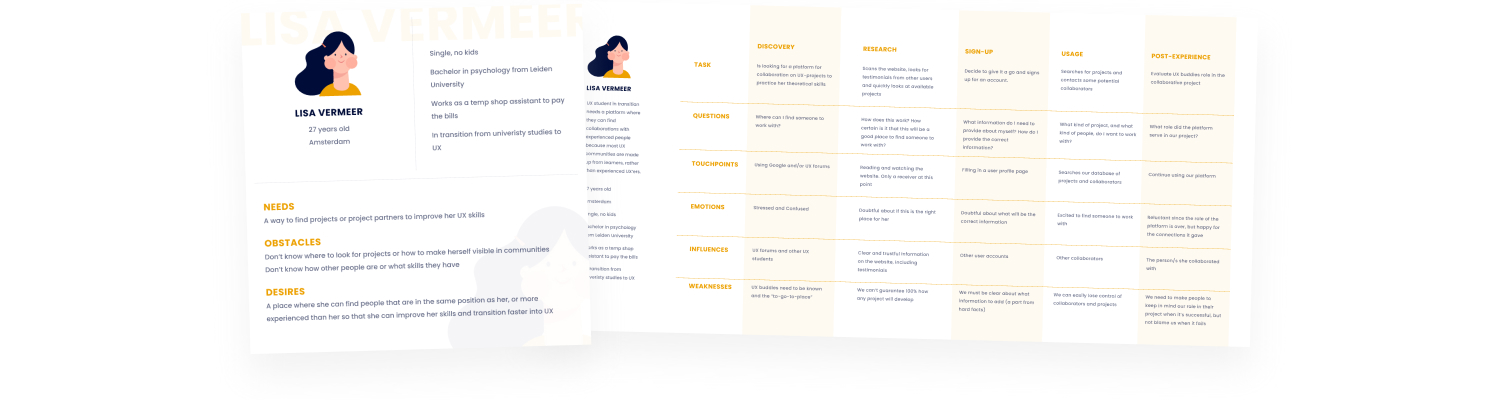 LISA VERMEER
LISA VERMEER
27 years old
Amsterdam
Single, no kids
Bachelor in psychology from Leiden
University
Works as a temp shop assistant to pay
the bills
In transition from univeristy studies to
UX
NEEDS
A way to find projects or project partners to improve her UX skills
OBSTACLES
Don't know where to look for projects or how to make herself visible in communities
Don't know how other people are or what skills they have
DESIRES
A place where she can find people that are in the same position as her, or more
experienced than her so that she can improve her skills and transition faster into UX
LISA VERMEER
UX student in transition
needs a platform where
they can find
collaborations with
experienced people
because most UX
communities are made
up from learners, rather
than experienced UX'ers.
7 years old
msterdam
ngle, no kids
achelor in psychology
om Leiden university
orks as a temp shop
sistant to pay the bills
transition from
iveristy studies to UX
DISCOVERY
RESEARCH
SIGN-UP
USAGE
POST-EXPERIENCE
TASK
Is looking for a platform for
collaboration on UX-projects to
practice her theoretical skills
Scans the website, looks for
testimonials from other users
and quickly looks at available
projects
Decide to give it a go and signs
up for an account.
Searches for projects and
contacts some potential
collaborators
Evaluate UX buddies role in the
collaborative project
QUESTIONS
Where can I find someone to
work with?
How does this work? How
certain is it that this will be a
good place to find someone to
work with?
What information do I need to
provide about myself? How do I
provide the correct
information?
What kind of project, and what
kind of people, do I want to work
with?
What role did the platform
serve in our project?
TOUCHPOINTS
Using Google and/or UX forums
Reading and watching the
website. Only a receiver at this
point
Filling in a user profile page
Searches our database of
projects and collaborators
Continue using our platform
EMOTIONS
Stressed and Confused
Doubtful about if this is the right
place for her
Doubtful about what will be the
correct information
Excited to find someone to work
with
Reluctant since the role of the
platform is over, but happy for
the connections it gave
INFLUENCES
UX forums and other UX
students
Clear and trustful information
on the website, including
testimonials
Other user accounts
Other collaborators
The person/s she collaborated
with
WEAKNESSES
UX buddies need to be known
and the "to-go-to-place"
We can't guarantee 100% how
any project will develop
We must be clear about what
information to add (a part from
hard facts)
We can easily lose control of
collaborators and projects
We need to make people to
keep in mind our role in their
project when it's successful, but
not blame us when it fails